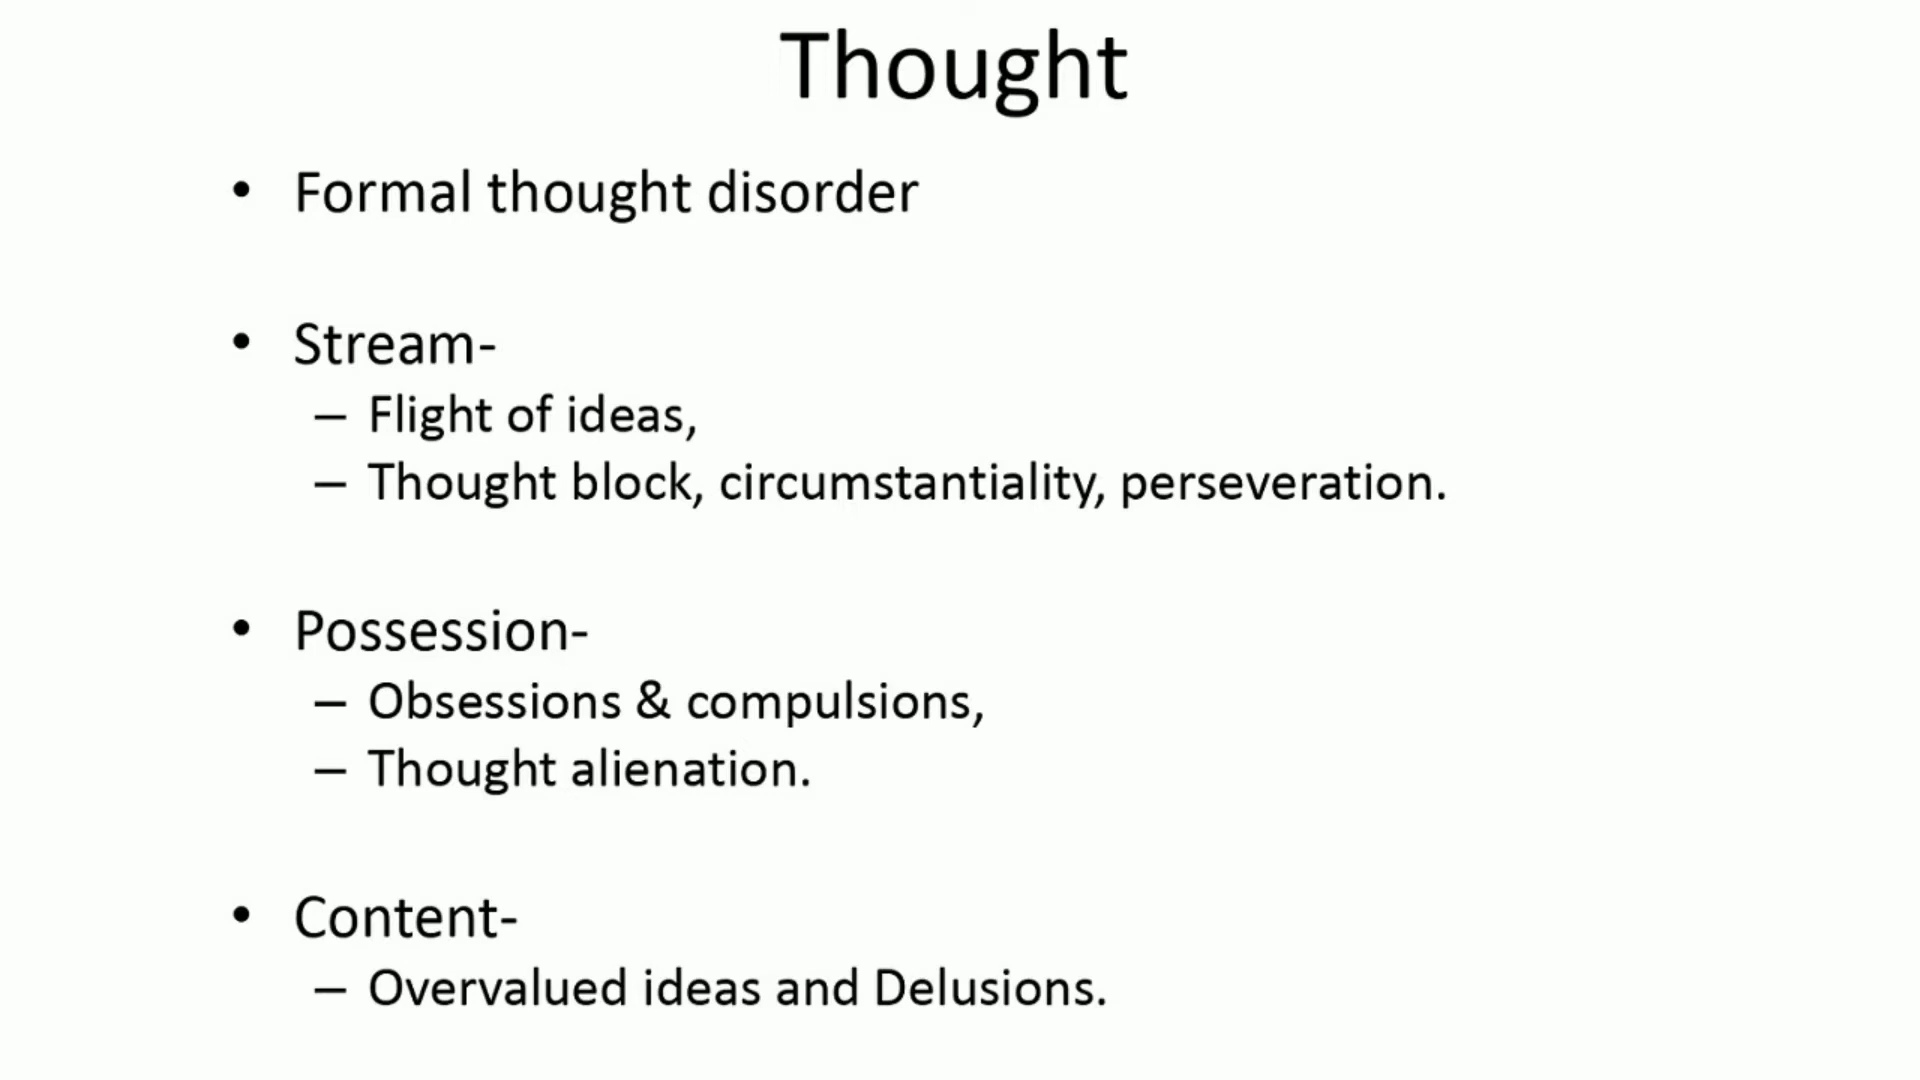 Thought
• Formal thought disorder
• Stream-
– Flight of ideas,
– Thought block, circumstantiality, perseveration.
• Possession-
– Obsessions & compulsions,
– Thought alienation.
• Content-
– Overvalued ideas and Delusions.